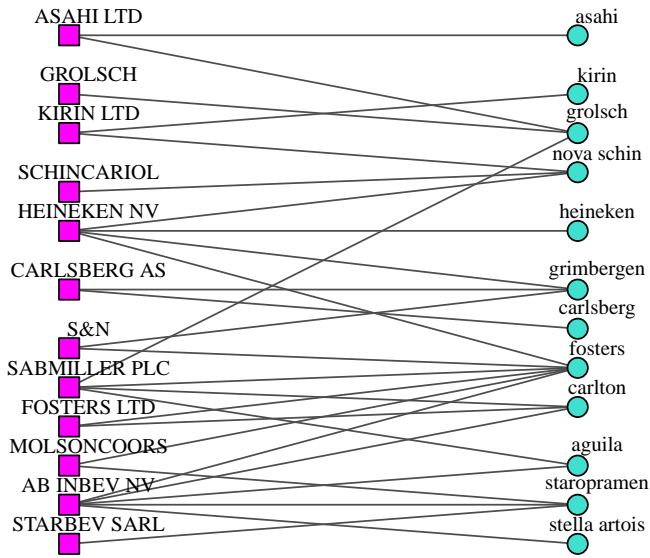 ASAHI LTD
asahi
GROLSCH
kirin
KIRIN LTD
grolsch
SCHINCARIOL
nova schin
HEINEKEN NV
heineken
CARLSBERG AS
grimbergen
carlsberg
S&N
fosters
SABMILLER PLC
carlton
FOSTERS LTD
MOLSONCOORS
aguila
AB INBEV NV
staropramen
STARBEV SARL
stella artois